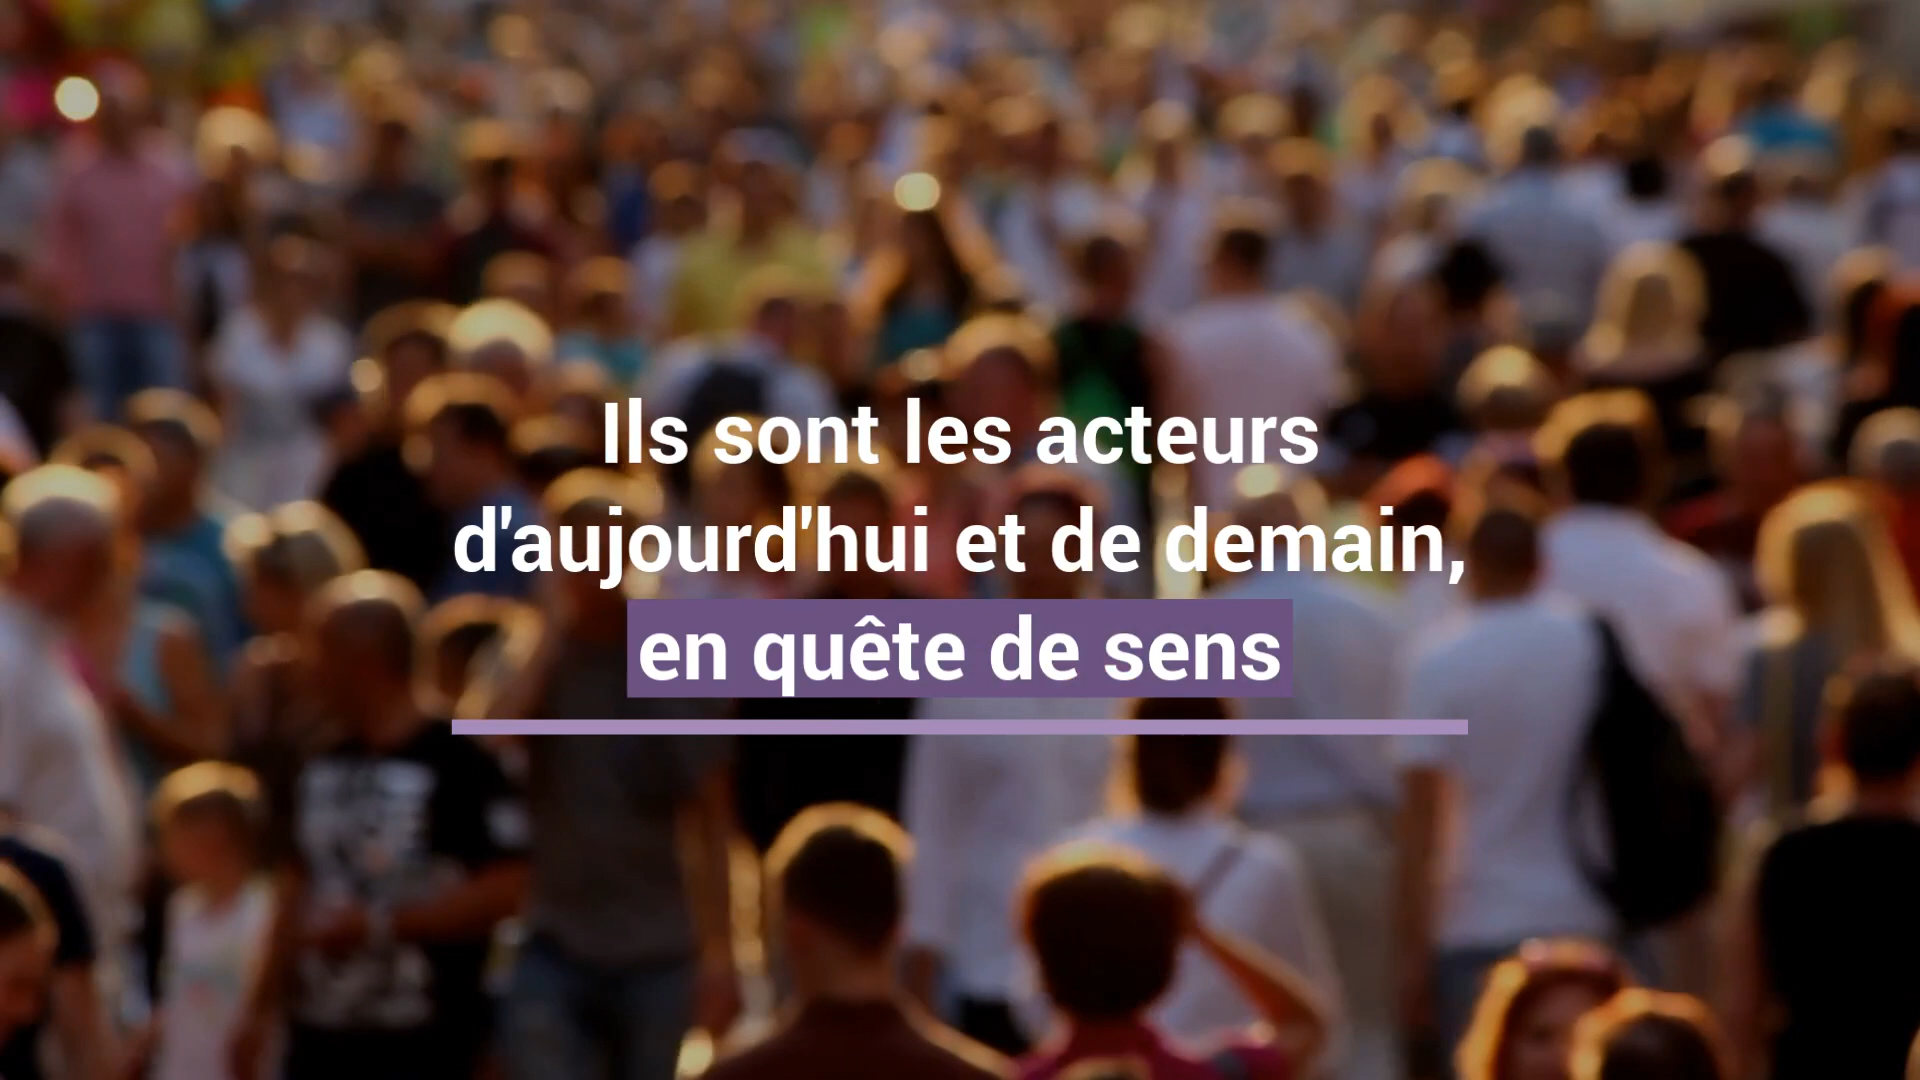 Ils sont les acteurs
d'aujourd'hui et de demain,
en quête de sens